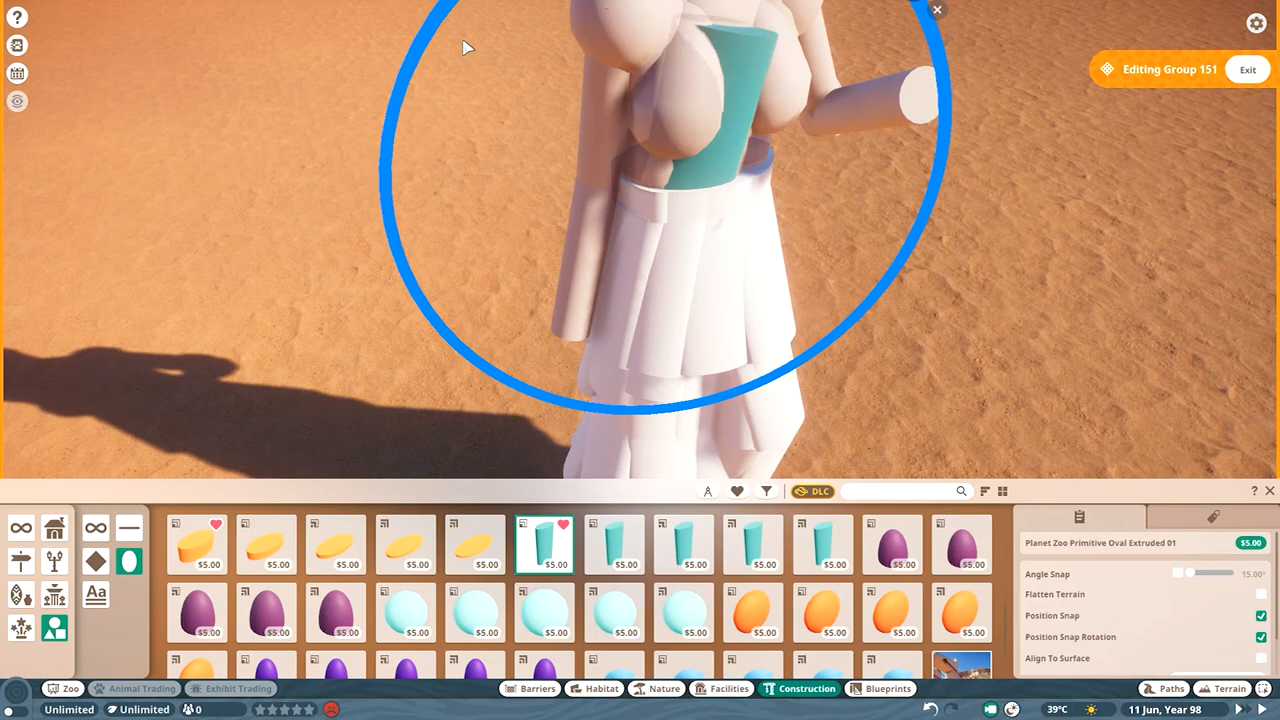 Editing Group 151
Exit
DLC
$5.00 $5.00 $5.00 $5.00 $5.00 $5.00 $5.00 $5.00 $5.00 $5.00 $5.00 $5.00
$5.00 $5.00 $5.00 $5.00 $5.00 $5.00 $5.00 $5.00 $5.00 $5.00 $5.00 $5.00
Aa
Planet Zoo Primitive Oval Extruded 01 $5.00
Angle Snap 15.00°
Flatten Terrain
Position Snap
Position Snap Rotation
Align To Surface
Zoo Animal Trading Exhibit Trading Barriers Habitat Nature Facilities Construction Blueprints Paths Terrain
Unlimited Unlimited 0 39°C 11 Jun, Year 98